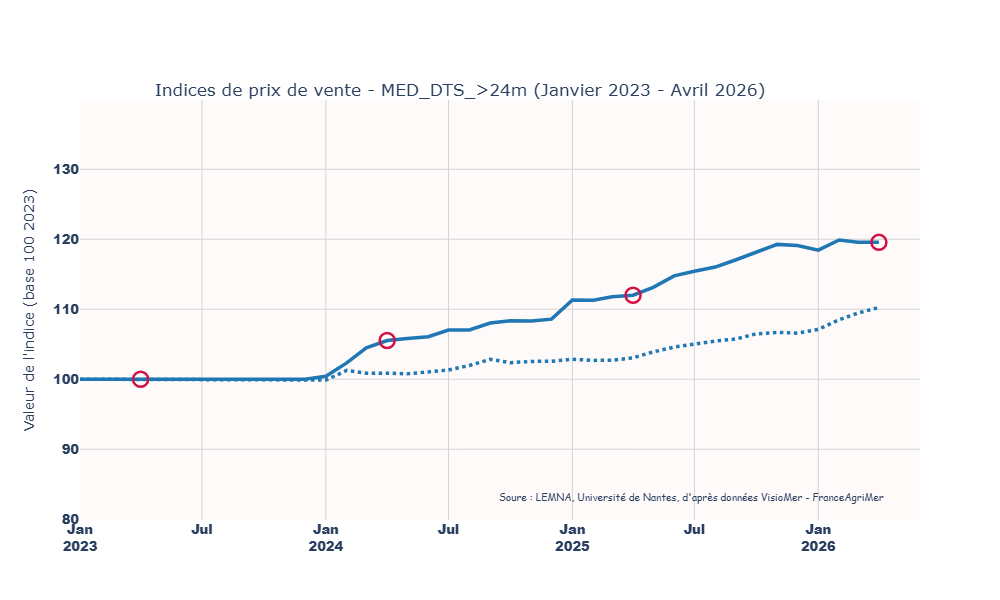 Indices de prix de vente - MED_DTS_>24m (Janvier 2023 - Avril 2026)
Valeur de l'indice (base 100 2023)
130
120
110
100
90
80
Soure : LEMNA, Université de Nantes, d'après données VisioMer - FranceAgriMer
Jan Jul Jan Jul Jan Jul Jan
2023 2024 2025 2026